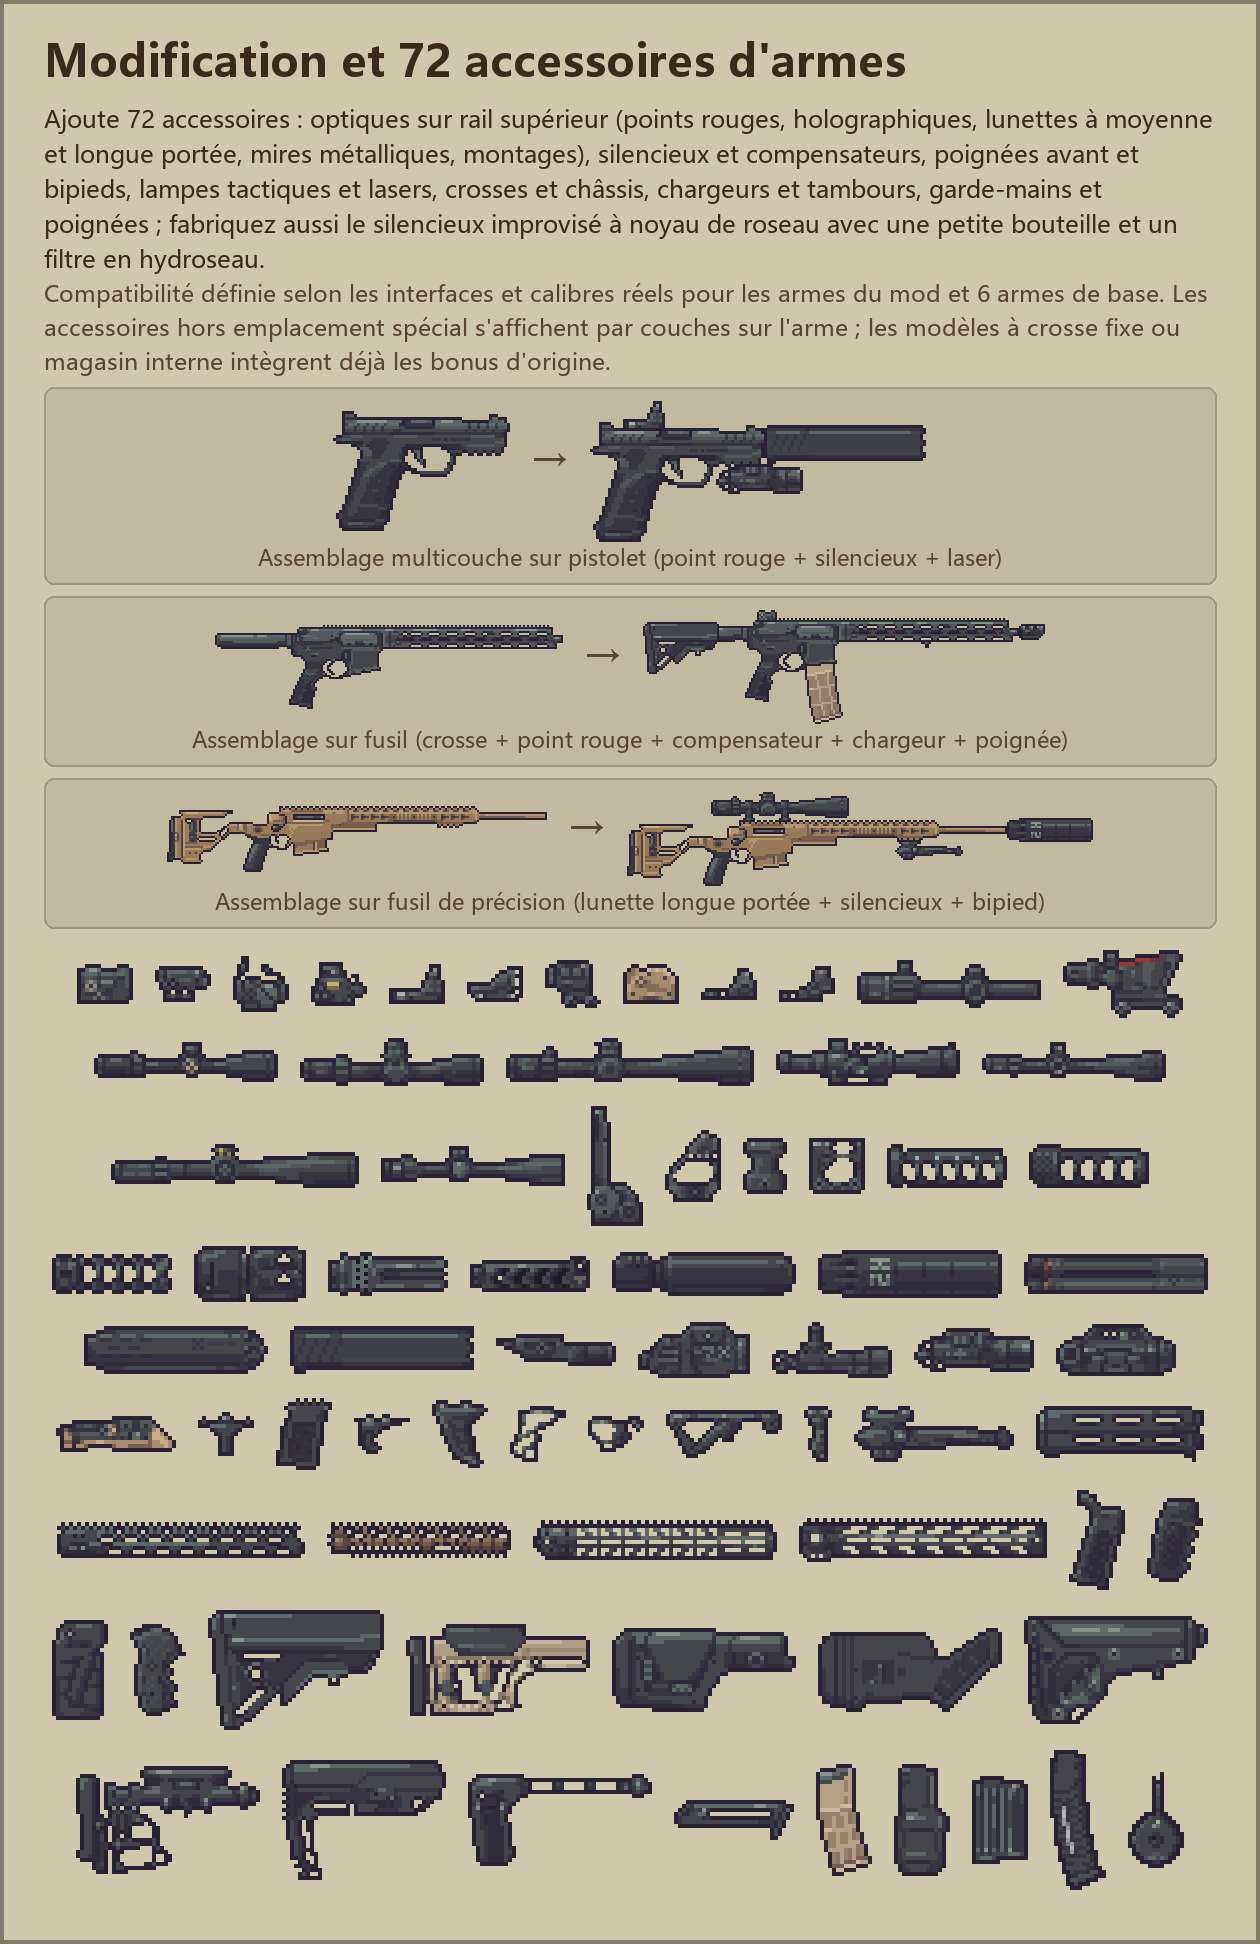 Modification et 72 accessoires d'armes
Ajoute 72 accessoires : optiques sur rail supérieur (points rouges, holographiques, lunettes à moyenne
et longue portée, mires métalliques, montages), silencieux et compensateurs, poignées avant et
bipieds, lampes tactiques et lasers, crosses et châssis, chargeurs et tambours, garde-mains et
poignées ; fabriquez aussi le silencieux improvisé à noyau de roseau avec une petite bouteille et un
filtre en hydroseau.
Compatibilité définie selon les interfaces et calibres réels pour les armes du mod et 6 armes de base. Les
accessoires hors emplacement spécial s'affichent par couches sur l'arme ; les modèles à crosse fixe ou
magasin interne intègrent déjà les bonus d'origine.
→
Assemblage multicouche sur pistolet (point rouge + silencieux + laser)
→
Assemblage sur fusil (crosse + point rouge + compensateur + chargeur + poignée)
→
Assemblage sur fusil de précision (lunette longue portée + silencieux + bipied)